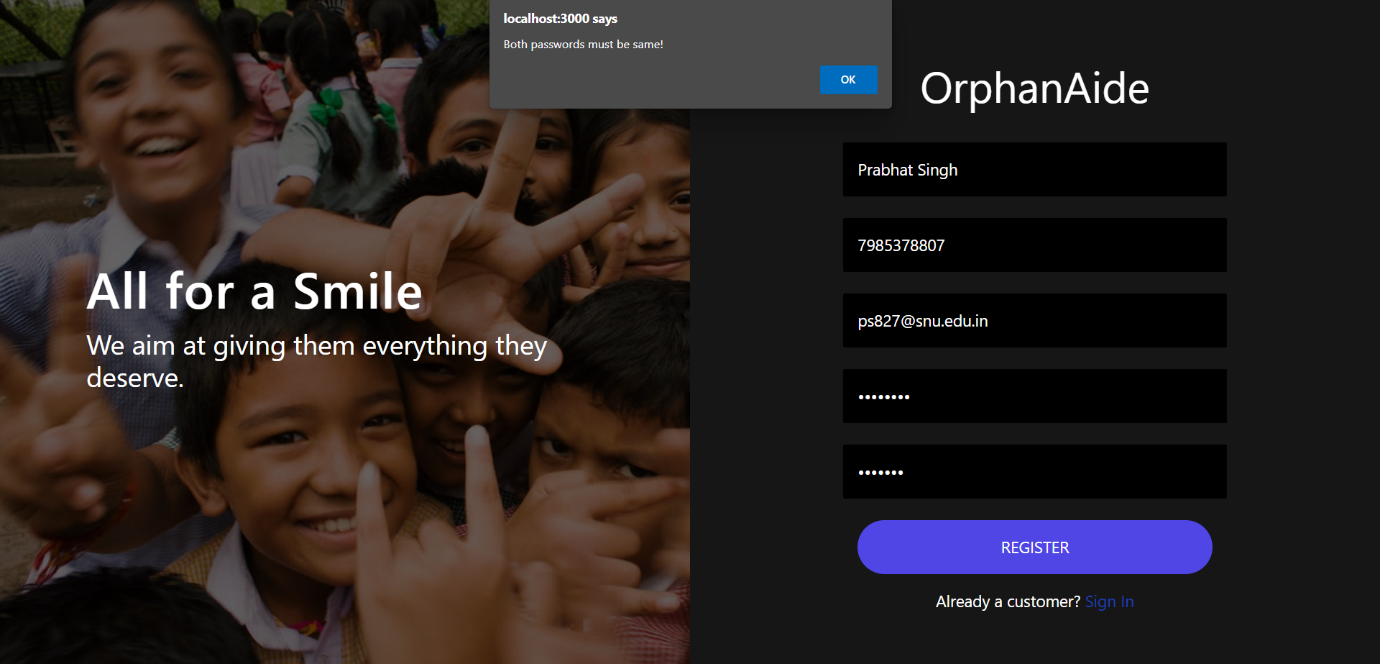 localhost:3000 says
Both passwords must be same!
OK
OrphanAide
Prabhat Singh
7985378807
ps827@snu.edu.in
••••••••
•••••••
REGISTER
Already a customer? Sign In
All for a Smile
We aim at giving them everything they
deserve.